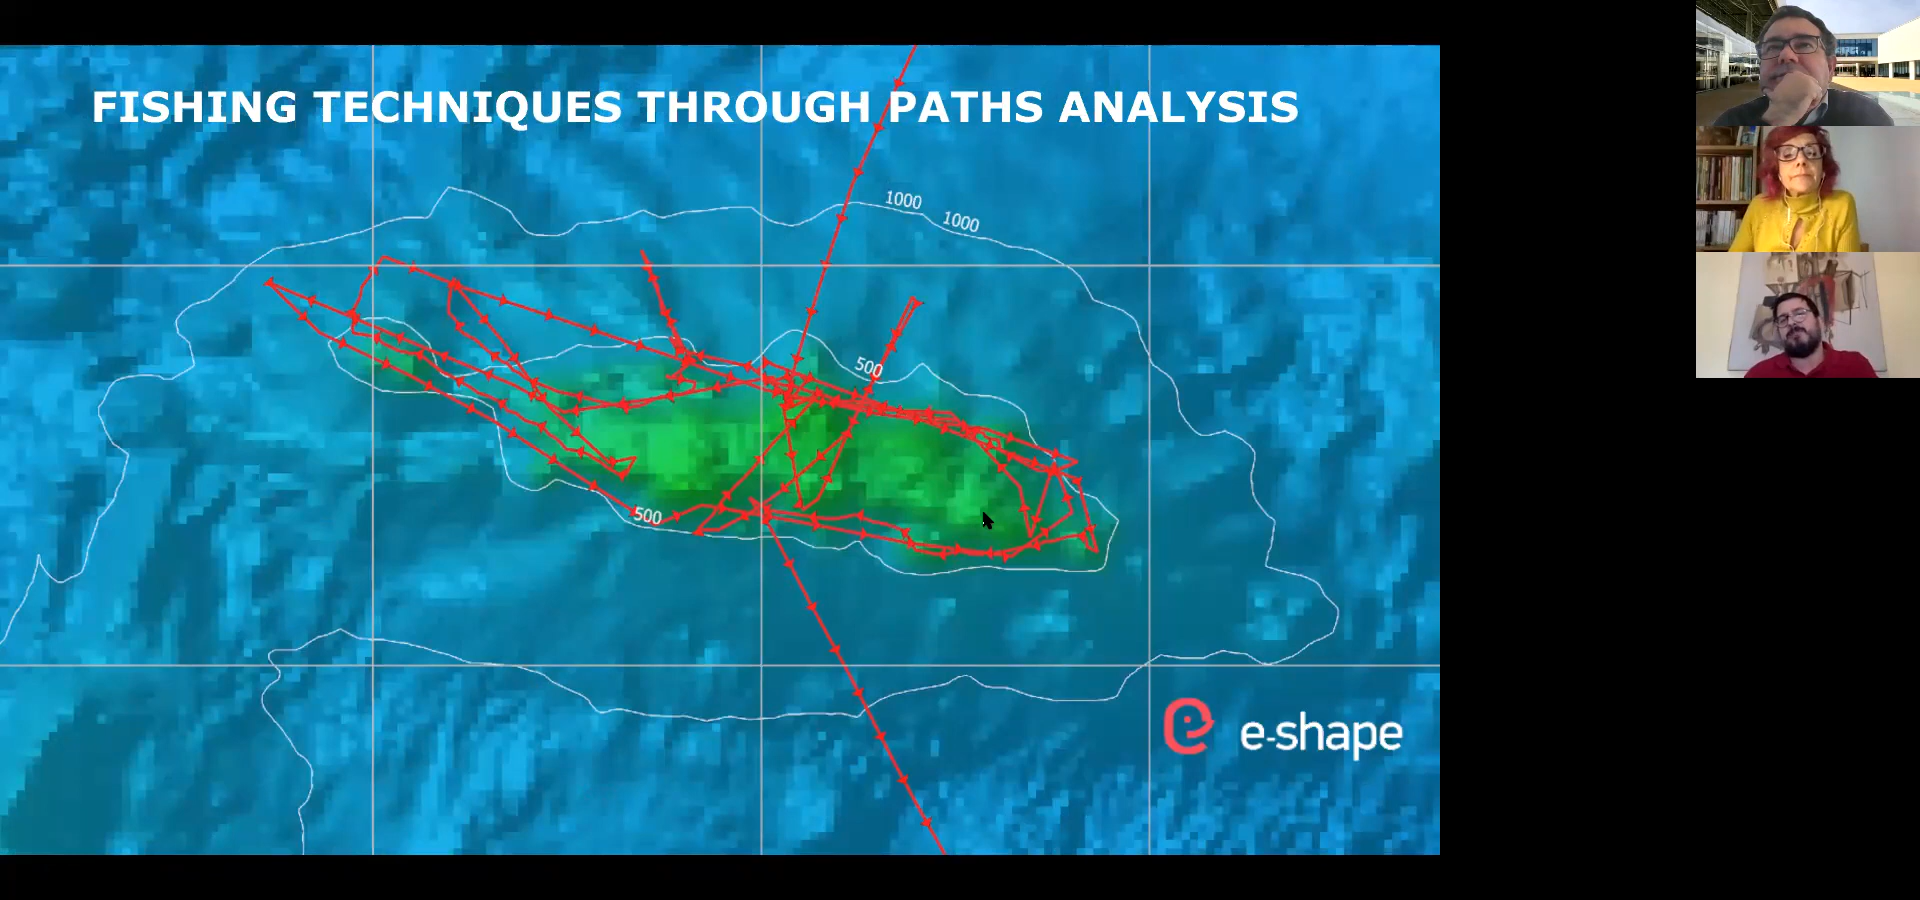 FISHING TECHNIQUES THROUGH PATHS ANALYSIS
1000
1000
500
500
e-shape